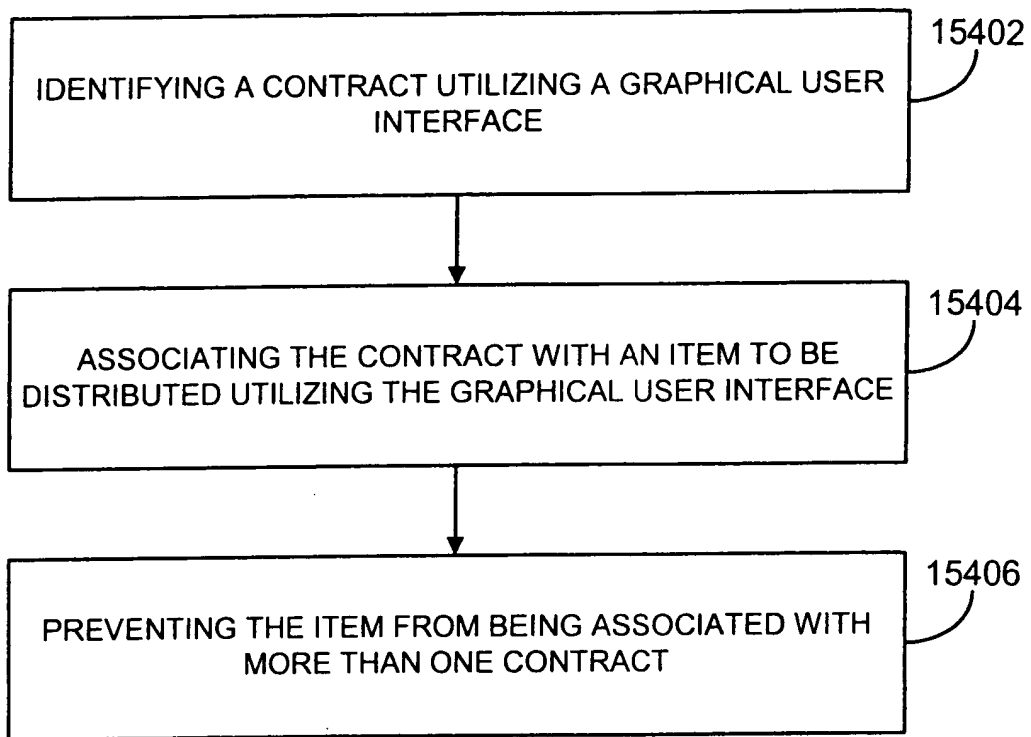 15402
IDENTIFYING A CONTRACT UTILIZING A GRAPHICAL USER
INTERFACE
15404
ASSOCIATING THE CONTRACT WITH AN ITEM TO BE
DISTRIBUTED UTILIZING THE GRAPHICAL USER INTERFACE
15406
PREVENTING THE ITEM FROM BEING ASSOCIATED WITH
MORE THAN ONE CONTRACT